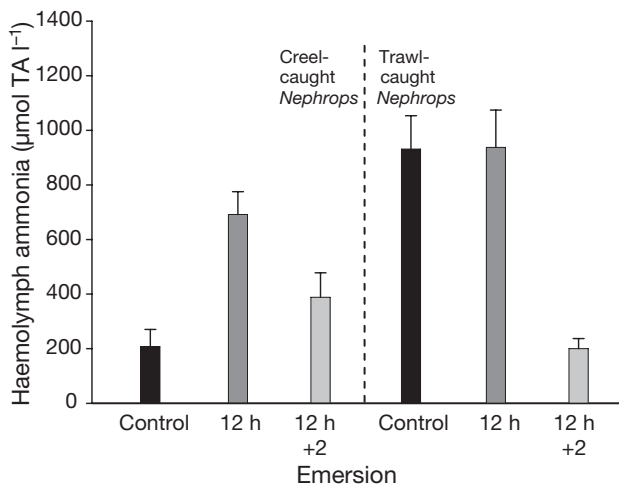 Haemolymph ammonia (µmol TA l⁻¹)
1400
1200
1000
800
600
400
200
0
Creel-
caught
Nephrops
Trawl-
caught
Nephrops
Control
12 h
12 h
+2
Control
12 h
12 h
+2
Emersion